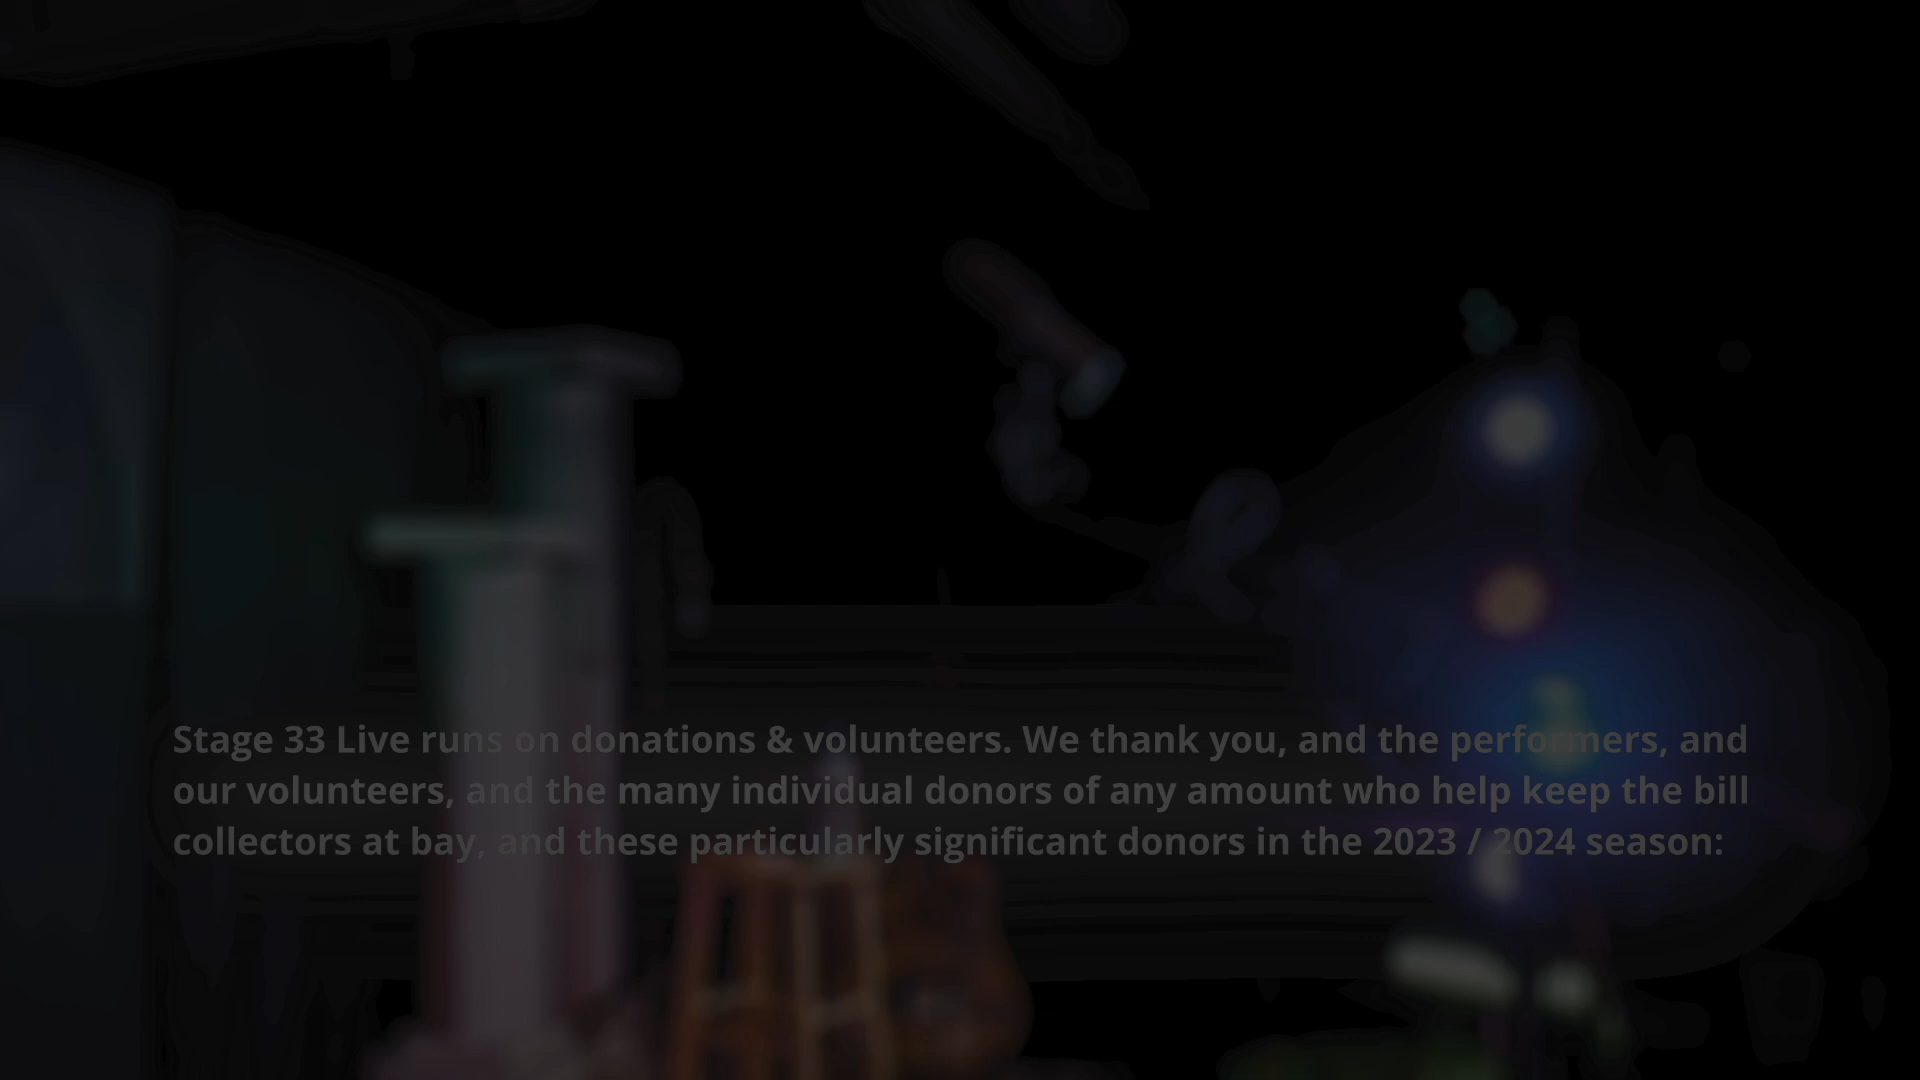 Stage 33 Live runs on donations & volunteers. We thank you, and the performers, and
our volunteers, and the many individual donors of any amount who help keep the bill
collectors at bay, and these particularly significant donors in the 2023 / 2024 season: